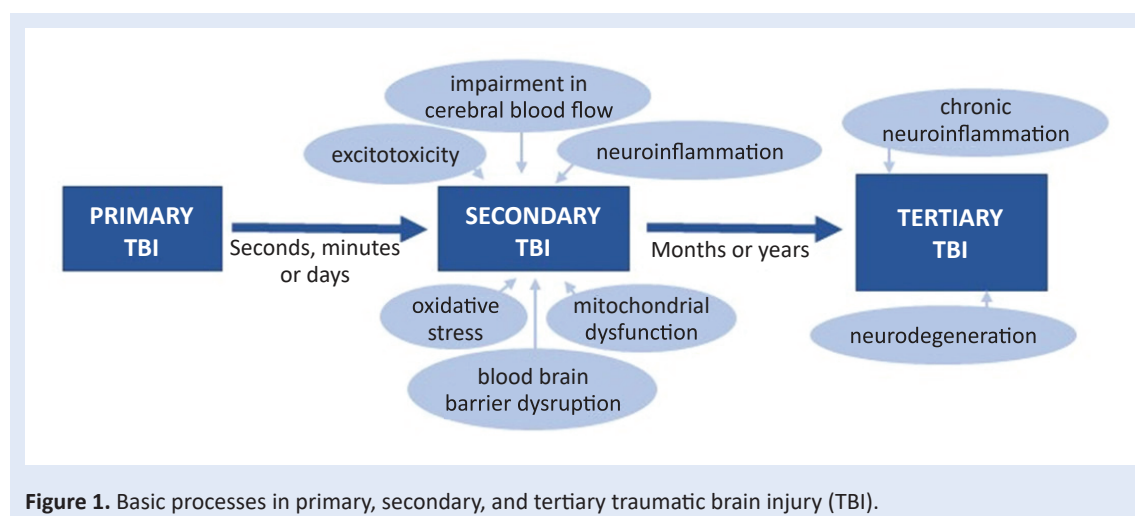 impairment in
cerebral blood flow
excitotoxicity
neuroinflammation
chronic
neuroinflammation
PRIMARY
TBI
Seconds, minutes
or days
SECONDARY
TBI
Months or years
TERTIARY
TBI
oxidative
stress
mitochondrial
dysfunction
blood brain
barrier dysruption
neurodegeneration
Figure 1. Basic processes in primary, secondary, and tertiary traumatic brain injury (TBI).